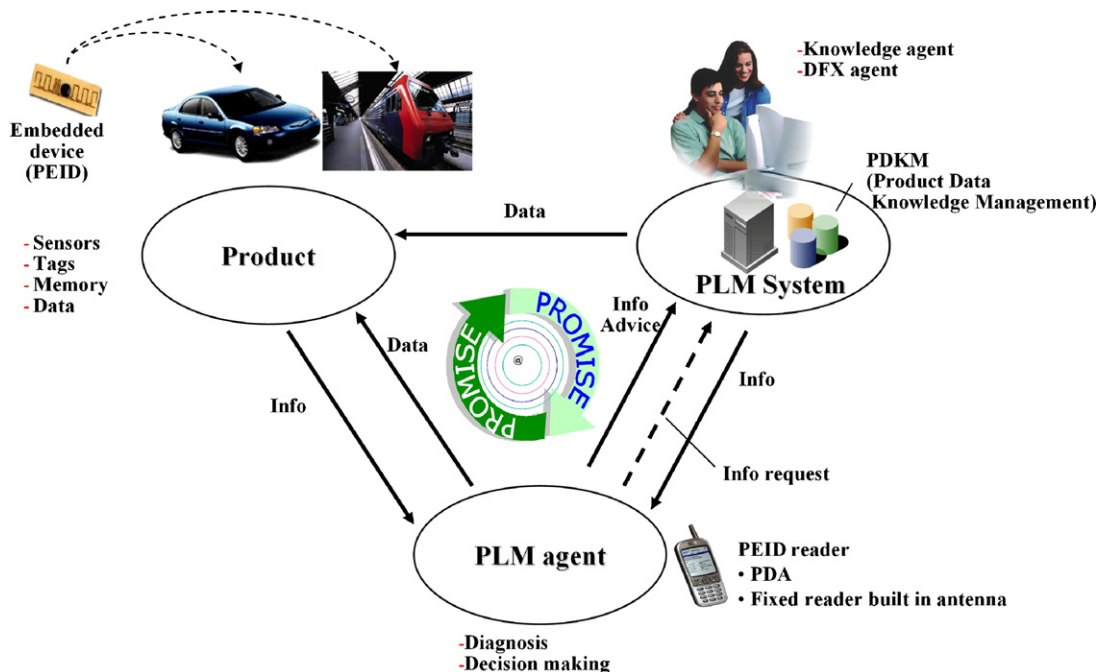 -Knowledge agent
-DFX agent
Embedded
device
(PEID)
PDKM
(Product Data
Knowledge Management)
Data
- Sensors
- Tags
- Memory
- Data
Product
PLM System
PROMISE
PROMISE
@
Info
Advice
Data
Info
Info
Info request
PLM agent
PEID reader
• PDA
• Fixed reader built in antenna
-Diagnosis
-Decision making